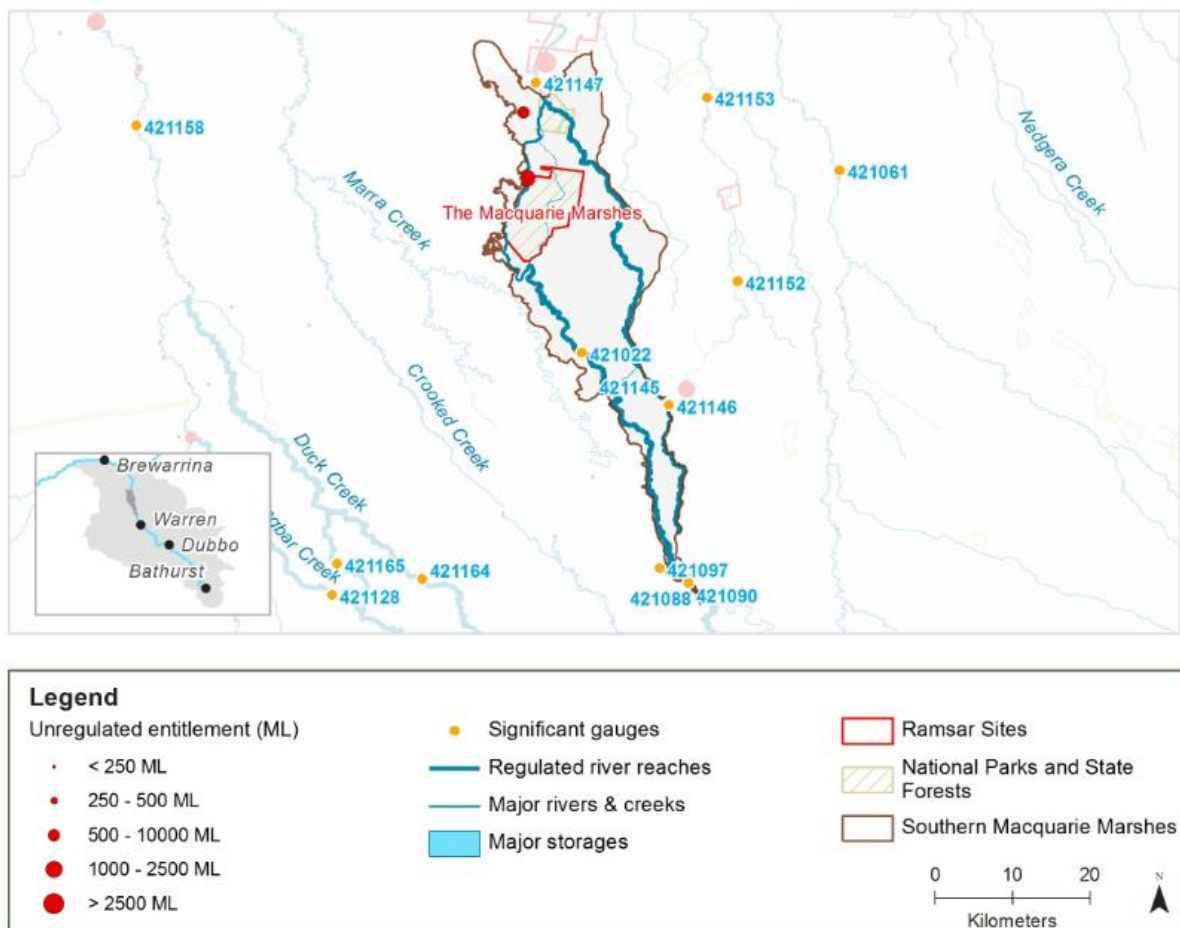 421147
421153
421158
421061
Nedgera Creek
Marra Creek
The Macquarie Marshes
421152
421022
421145
421146
Crooked Creek
Duck Creek
Brewarrina
Warren
Dubbo
Bathurst
gbar Creek
421165
421164
421128
421097
421088
421090
Legend
Unregulated entitlement (ML)
< 250 ML
250 - 500 ML
500 - 10000 ML
1000 - 2500 ML
> 2500 ML
Significant gauges
Regulated river reaches
Major rivers & creeks
Major storages
Ramsar Sites
National Parks and State
Forests
Southern Macquarie Marshes
0 10 20
Kilometers
N